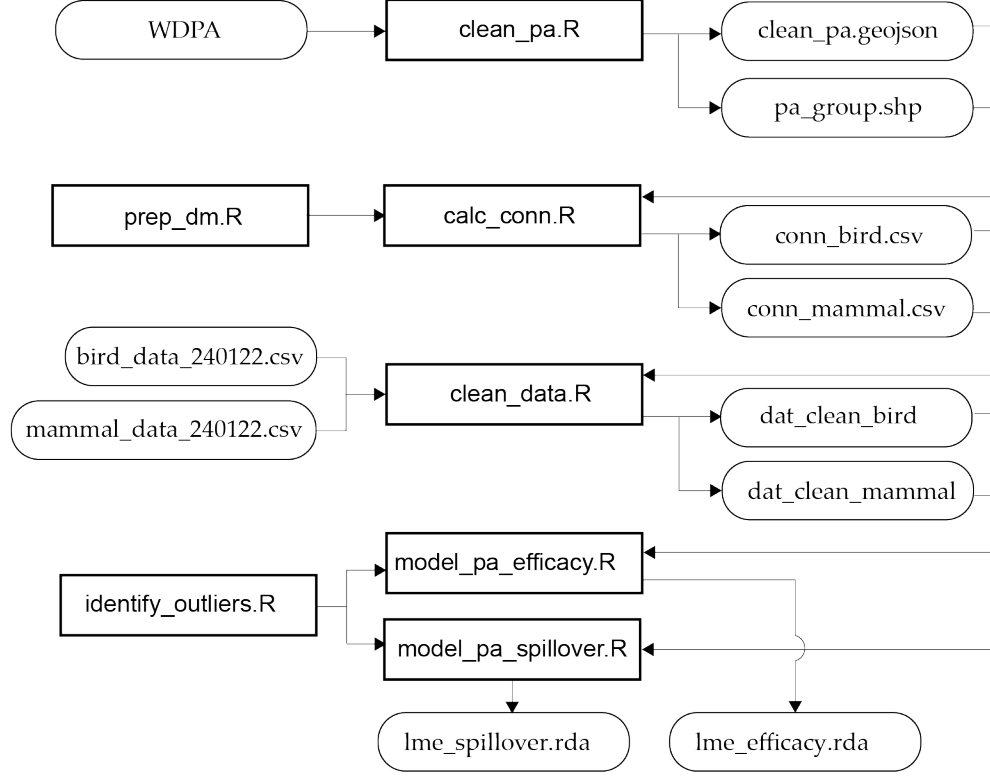 WDPA
clean_pa.R
clean_pa.geojson
pa_group.shp
prep_dm.R
calc_conn.R
conn_bird.csv
conn_mammal.csv
bird_data_240122.csv
mammal_data_240122.csv
clean_data.R
dat_clean_bird
dat_clean_mammal
identify_outliers.R
model_pa_efficacy.R
model_pa_spillover.R
lme_spillover.rda
lme_efficacy.rda